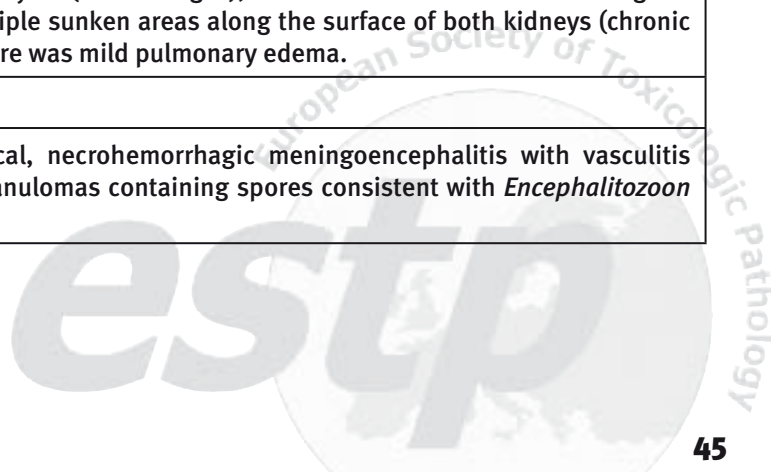 iple sunken areas along the surface of both kidneys (chronic
re was mild pulmonary edema.
cal, necrohemorrhagic meningoencephalitis with vasculitis
anulomas containing spores consistent with Encephalitozoon
European Society of Toxicologic Pathology
estp
45